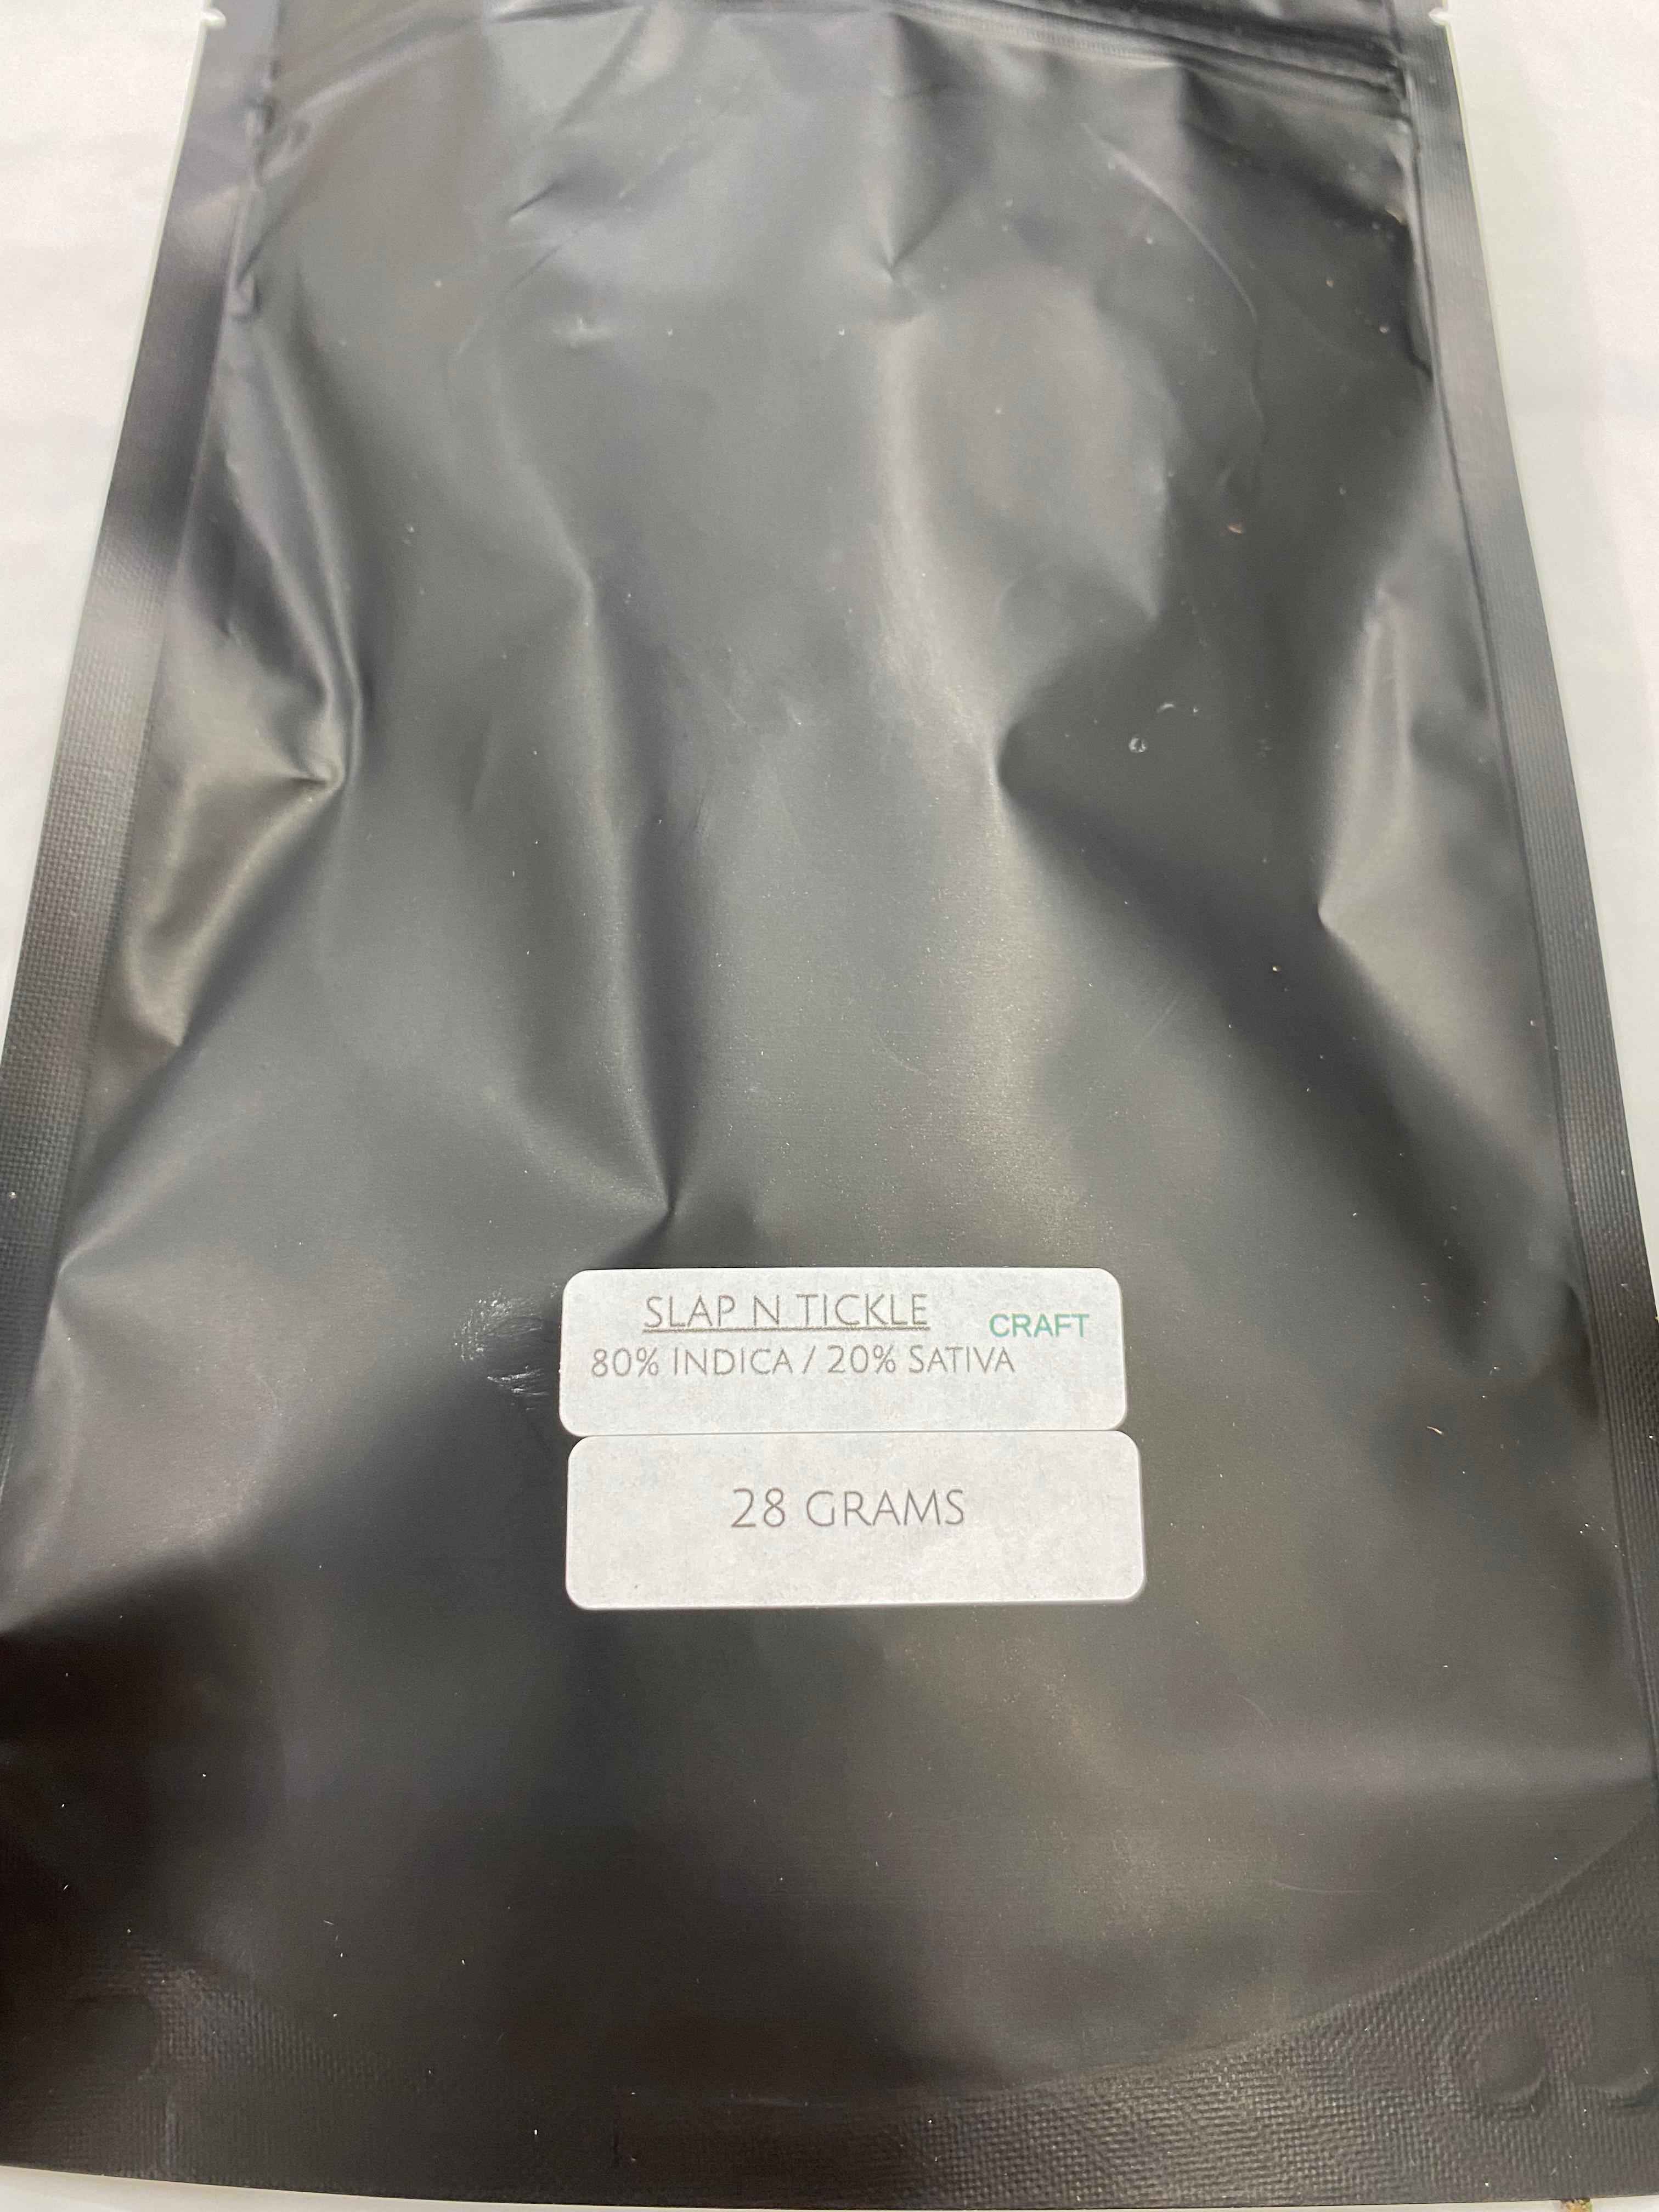 SLAP N TICKLE CRAFT
80% INDICA / 20% SATIVA
28 GRAMS